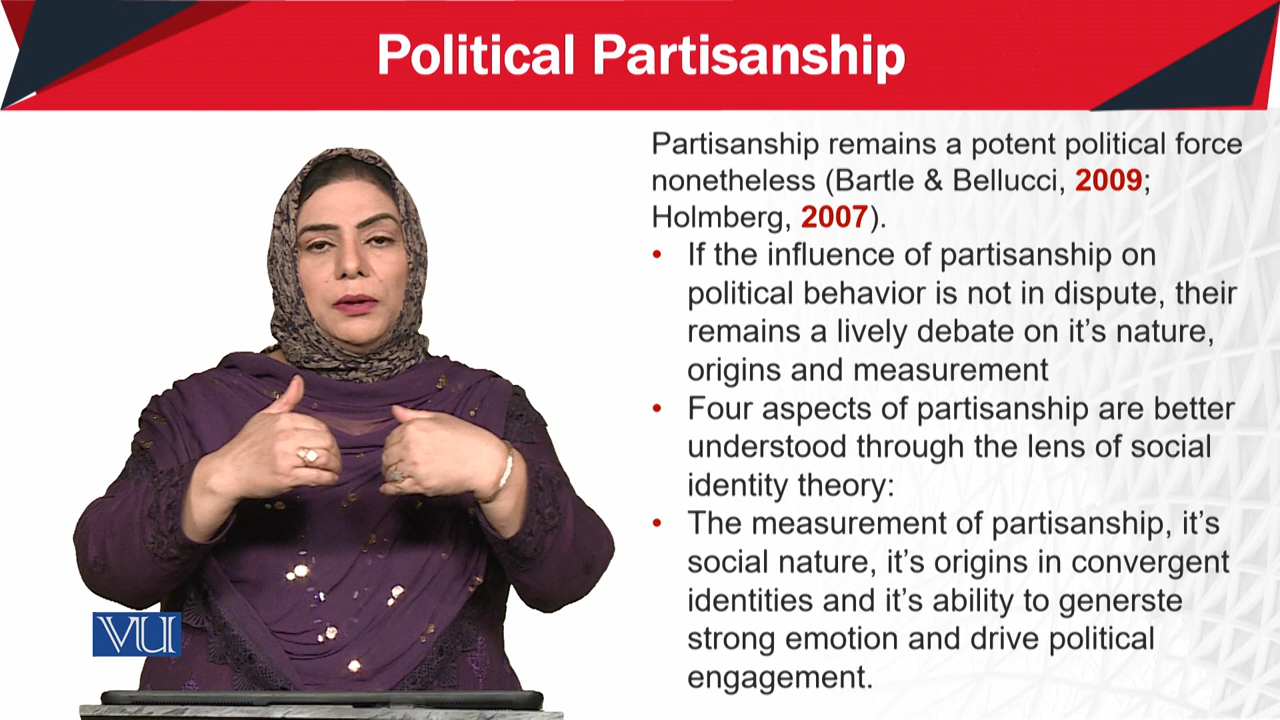 Political Partisanship
Partisanship remains a potent political force
nonetheless (Bartle & Bellucci, 2009;
Holmberg, 2007).
• If the influence of partisanship on
political behavior is not in dispute, their
remains a lively debate on it’s nature,
origins and measurement
• Four aspects of partisanship are better
understood through the lens of social
identity theory:
• The measurement of partisanship, it’s
social nature, it’s origins in convergent
identities and it’s ability to generste
strong emotion and drive political
engagement.
VU